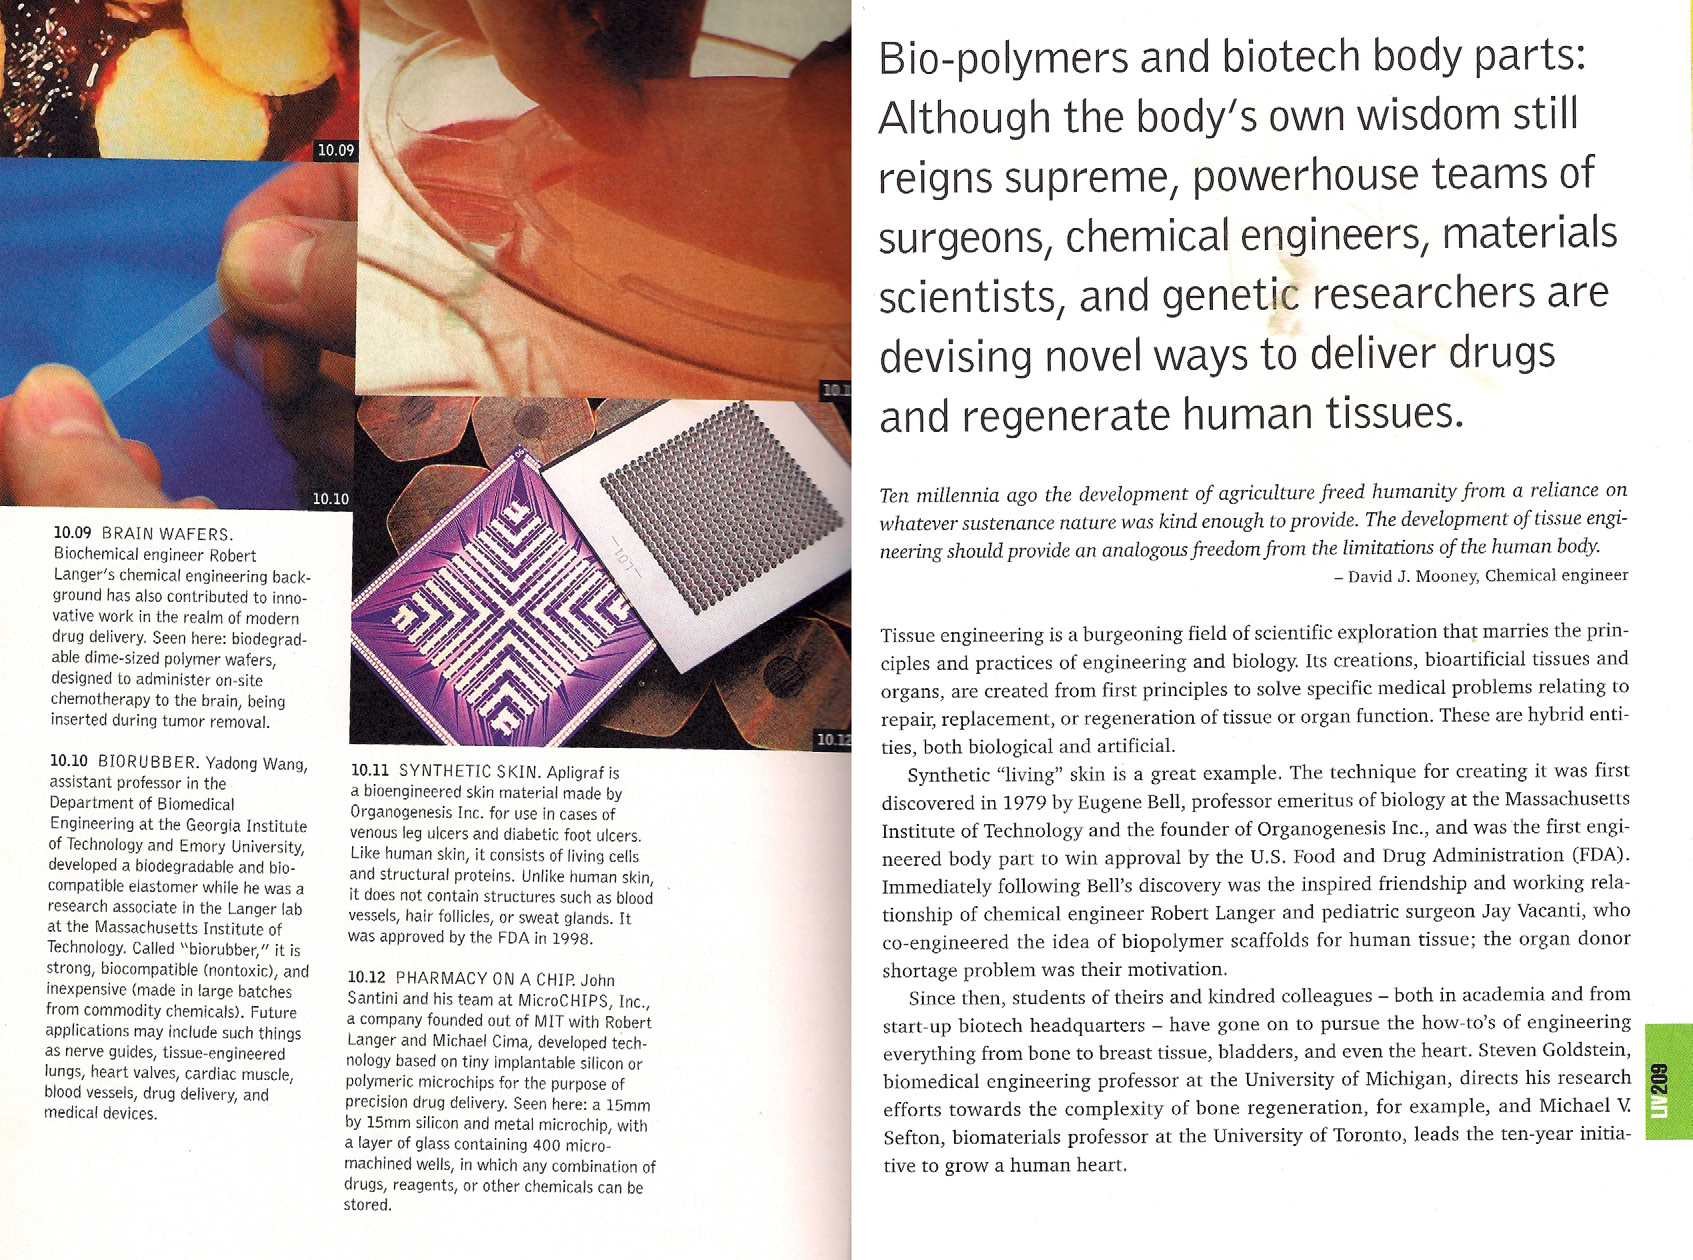 10.09
10.10
10.1
10.12
10.09 BRAIN WAFERS.
Biochemical engineer Robert
Langer's chemical engineering back-
ground has also contributed to inno-
vative work in the realm of modern
drug delivery. Seen here: biodegrad-
able dime-sized polymer wafers,
designed to administer on-site
chemotherapy to the brain, being
inserted during tumor removal.
10.10 BIORUBBER. Yadong Wang,
assistant professor in the
Department of Biomedical
Engineering at the Georgia Institute
of Technology and Emory University,
developed a biodegradable and bio-
compatible elastomer while he was a
research associate in the Langer lab
at the Massachusetts Institute of
Technology. Called "biorubber," it is
strong, biocompatible (nontoxic), and
inexpensive (made in large batches
from commodity chemicals). Future
applications may include such things
as nerve guides, tissue-engineered
lungs, heart valves, cardiac muscle,
blood vessels, drug delivery, and
medical devices.
10.11 SYNTHETIC SKIN. Apligraf is
a bioengineered skin material made by
Organogenesis Inc. for use in cases of
venous leg ulcers and diabetic foot ulcers.
Like human skin, it consists of living cells
and structural proteins. Unlike human skin,
it does not contain structures such as blood
vessels, hair follicles, or sweat glands. It
was approved by the FDA in 1998.
10.12 PHARMACY ON A CHIP. John
Santini and his team at MicroCHIPS, Inc.,
a company founded out of MIT with Robert
Langer and Michael Cima, developed tech-
nology based on tiny implantable silicon or
polymeric microchips for the purpose of
precision drug delivery. Seen here: a 15mm
by 15mm silicon and metal microchip, with
a layer of glass containing 400 micro-
machined wells, in which any combination of
drugs, reagents, or other chemicals can be
stored.
Bio-polymers and biotech body parts:
Although the body's own wisdom still
reigns supreme, powerhouse teams of
surgeons, chemical engineers, materials
scientists, and genetic researchers are
devising novel ways to deliver drugs
and regenerate human tissues.
Ten millennia ago the development of agriculture freed humanity from a reliance on
whatever sustenance nature was kind enough to provide. The development of tissue engi-
neering should provide an analogous freedom from the limitations of the human body.
– David J. Mooney, Chemical engineer
Tissue engineering is a burgeoning field of scientific exploration that marries the prin-
ciples and practices of engineering and biology. Its creations, bioartificial tissues and
organs, are created from first principles to solve specific medical problems relating to
repair, replacement, or regeneration of tissue or organ function. These are hybrid enti-
ties, both biological and artificial.
Synthetic "living" skin is a great example. The technique for creating it was first
discovered in 1979 by Eugene Bell, professor emeritus of biology at the Massachusetts
Institute of Technology and the founder of Organogenesis Inc., and was the first engi-
neered body part to win approval by the U.S. Food and Drug Administration (FDA).
Immediately following Bell's discovery was the inspired friendship and working rela-
tionship of chemical engineer Robert Langer and pediatric surgeon Jay Vacanti, who
co-engineered the idea of biopolymer scaffolds for human tissue; the organ donor
shortage problem was their motivation.
Since then, students of theirs and kindred colleagues – both in academia and from
start-up biotech headquarters – have gone on to pursue the how-to's of engineering
everything from bone to breast tissue, bladders, and even the heart. Steven Goldstein,
biomedical engineering professor at the University of Michigan, directs his research
efforts towards the complexity of bone regeneration, for example, and Michael V.
Sefton, biomaterials professor at the University of Toronto, leads the ten-year initia-
tive to grow a human heart.
LIV/209